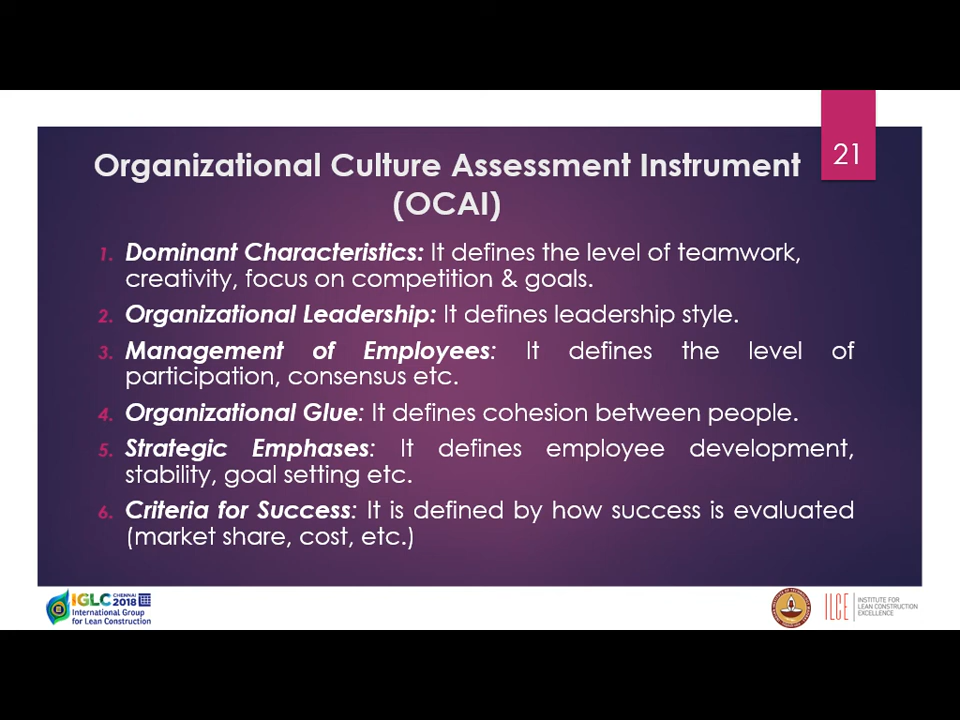 21
Organizational Culture Assessment Instrument
(OCAI)
1. Dominant Characteristics: It defines the level of teamwork,
creativity, focus on competition & goals.
2. Organizational Leadership: It defines leadership style.
3. Management of Employees: It defines the level of
participation, consensus etc.
4. Organizational Glue: It defines cohesion between people.
5. Strategic Emphases: It defines employee development,
stability, goal setting etc.
6. Criteria for Success: It is defined by how success is evaluated
(market share, cost, etc.)
IGLC CHENNAI 2018
International Group
for Lean Construction
ILCE
INSTITUTE FOR
LEAN CONSTRUCTION
EXCELLENCE